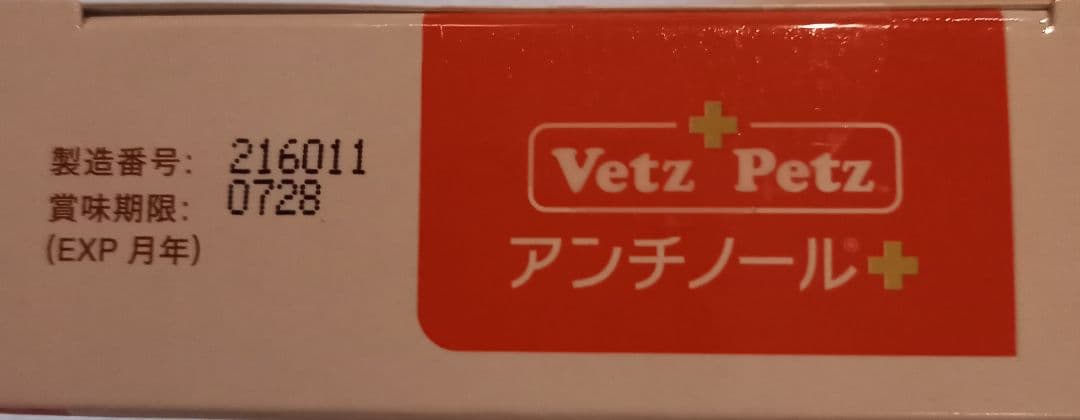 製造番号: 216011
賞味期限: 0728
(EXP 月年)
Vetz Petz
アンチノール®